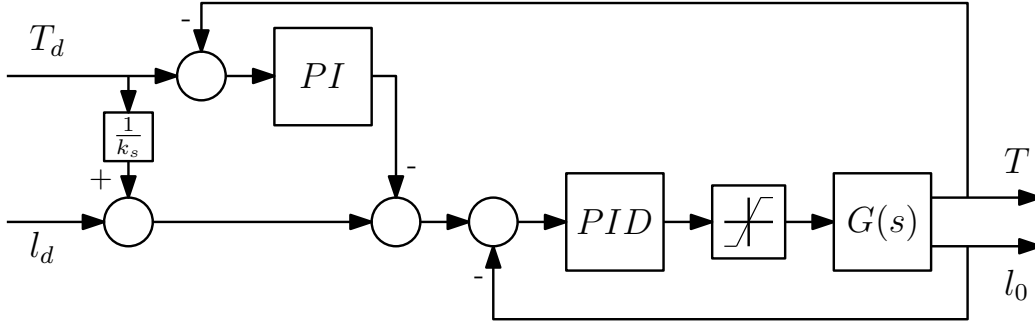 -
T_d
PI
1/k_s
-
+
T
PID
G(s)
l_d
-
l_0